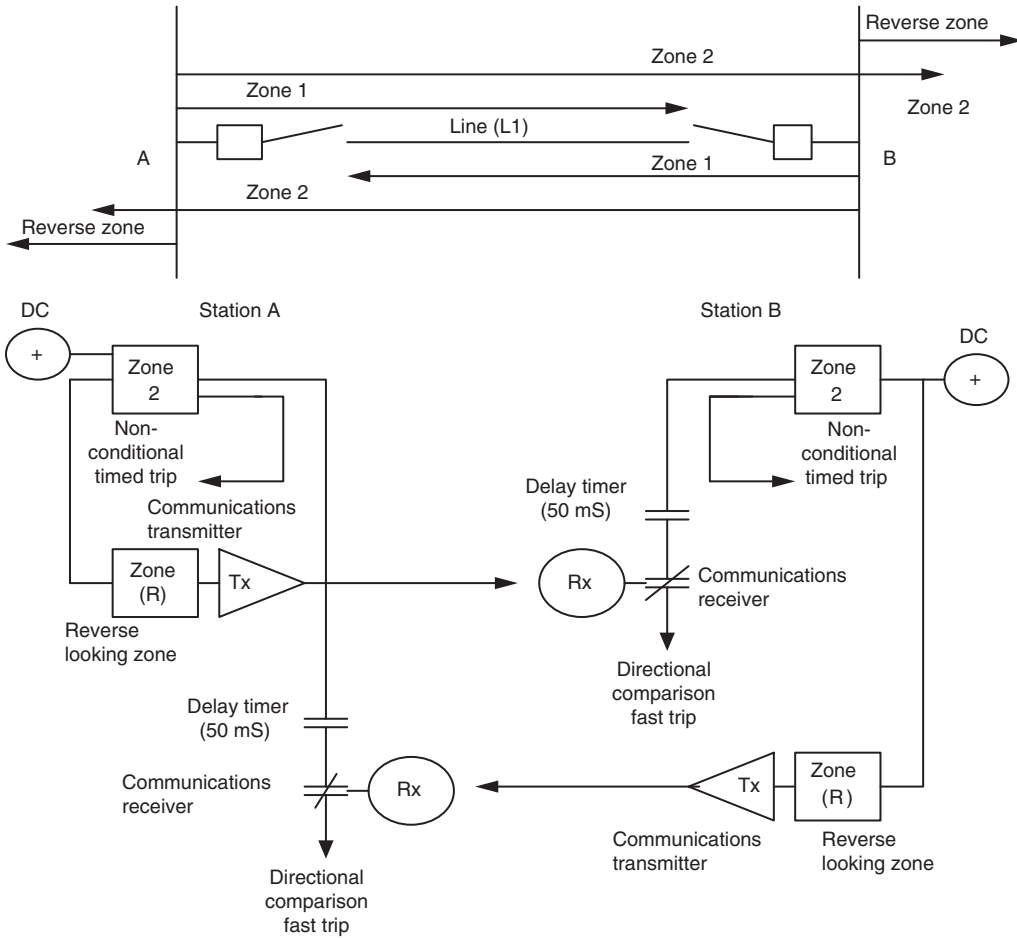 Reverse zone
Zone 2
Zone 1
Zone 2
Line (L1)
A
B
Zone 1
Zone 2
Reverse zone
DC
Station A
Station B
DC
+
Zone
2
Zone
2
+
Non-
conditional
timed trip
Non-
conditional
timed trip
Communications
transmitter
Delay timer
(50 mS)
Zone
(R)
Tx
Rx
Communications
receiver
Reverse
looking zone
Directional
comparison
fast trip
Delay timer
(50 mS)
Communications
receiver
Rx
Tx
Zone
(R)
Communications
transmitter
Reverse
looking zone
Directional
comparison
fast trip